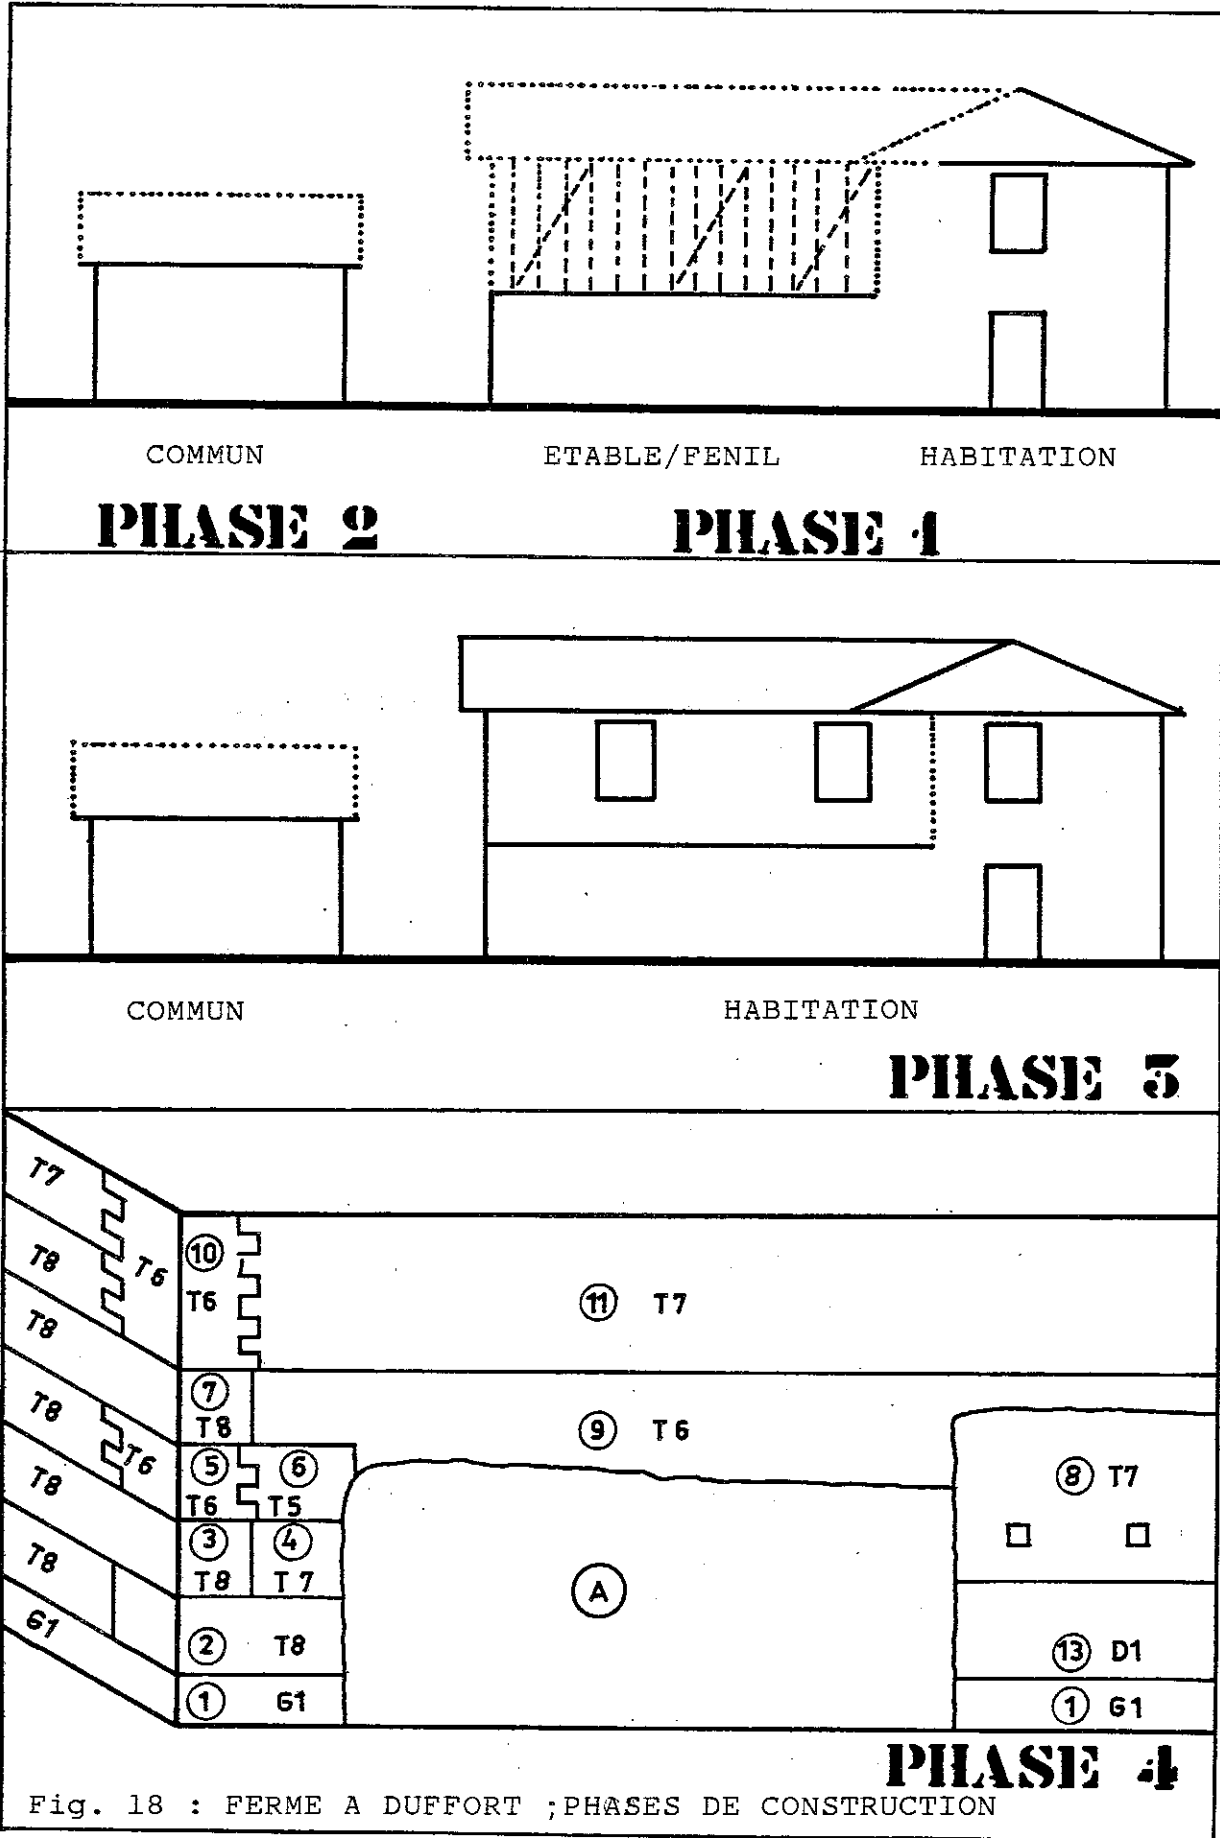 COMMUN ETABLE/FENIL HABITATION
PHASE 2 PHASE 1
COMMUN HABITATION
PHASE 3
T7
T8
T8
T8
T8
T8
G1
T6
T6
10
T6
11 T7
7
T8
9 T6
5
T6
6
T5
8 T7
3
T8
4
T7
A
2 T8
13 D1
1 G1
1 G1
PHASE 4
Fig. 18 : FERME A DUFFORT ;PHASES DE CONSTRUCTION